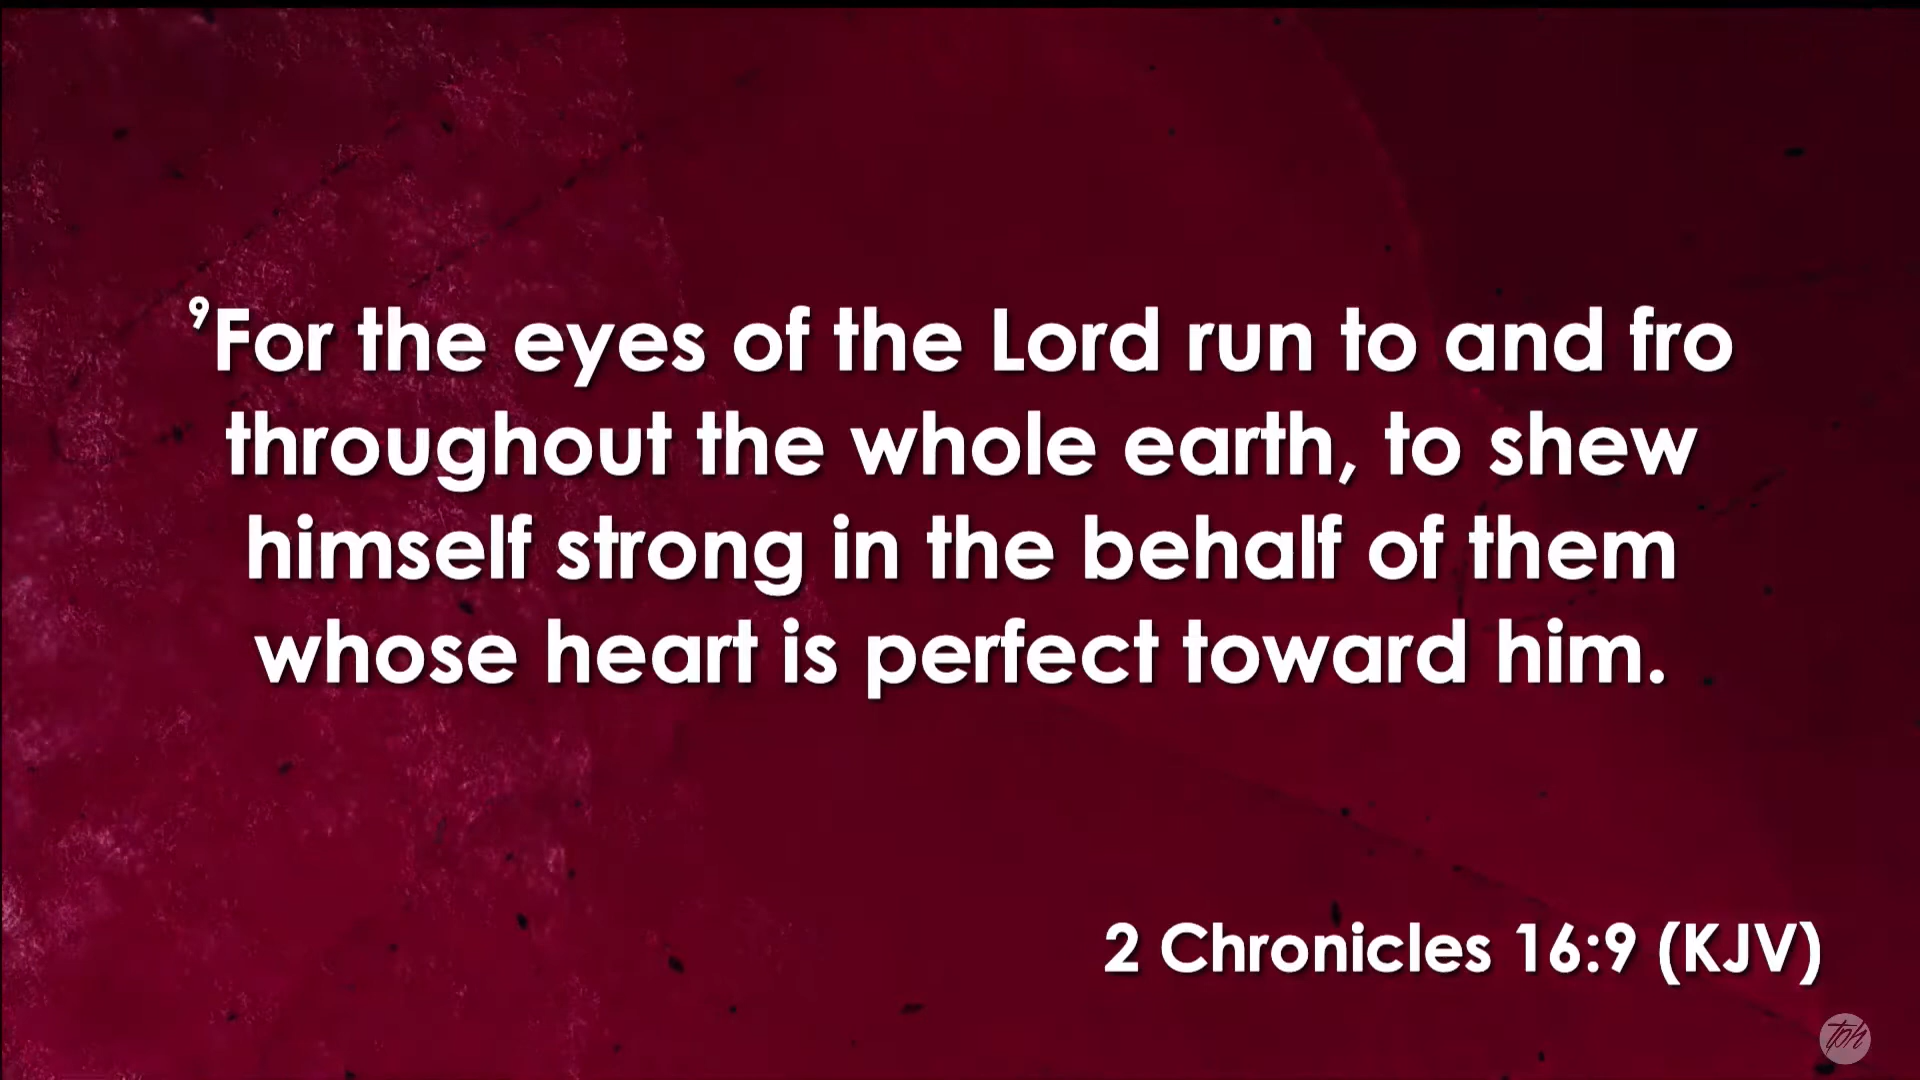 ⁹For the eyes of the Lord run to and fro
throughout the whole earth, to shew
himself strong in the behalf of them
whose heart is perfect toward him.
2 Chronicles 16:9 (KJV)
tph